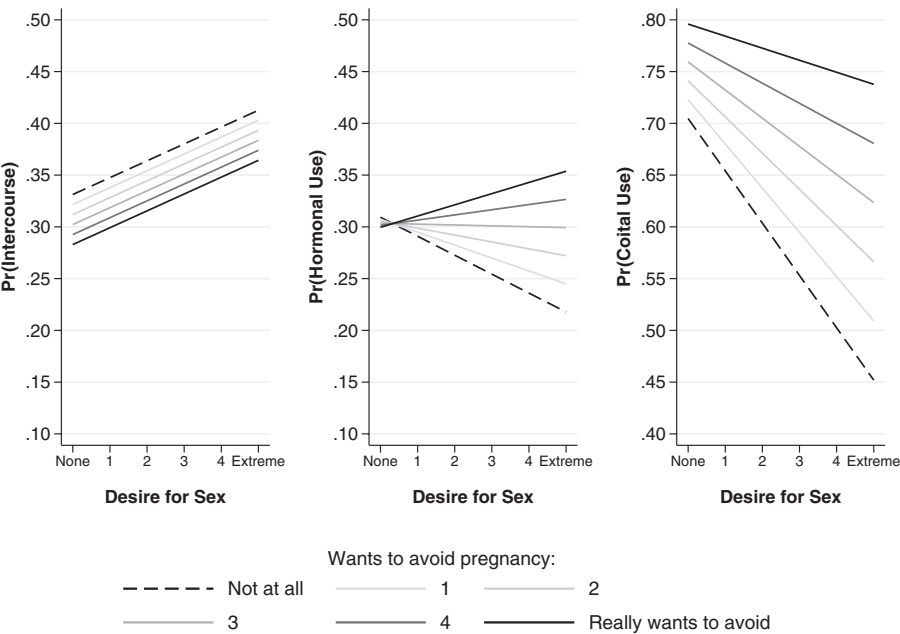 .50 .50 .80
.45 .45 .75
.40 .40 .70
.35 .35 .65
.30 .30 .60
.25 .25 .55
.20 .20 .50
.15 .15 .45
.10 .10 .40
Pr(Intercourse)
Pr(Hormonal Use)
Pr(Coital Use)
None 1 2 3 4 Extreme None 1 2 3 4 Extreme None 1 2 3 4 Extreme
Desire for Sex Desire for Sex Desire for Sex
Wants to avoid pregnancy:
Not at all 1 2
3 4 Really wants to avoid